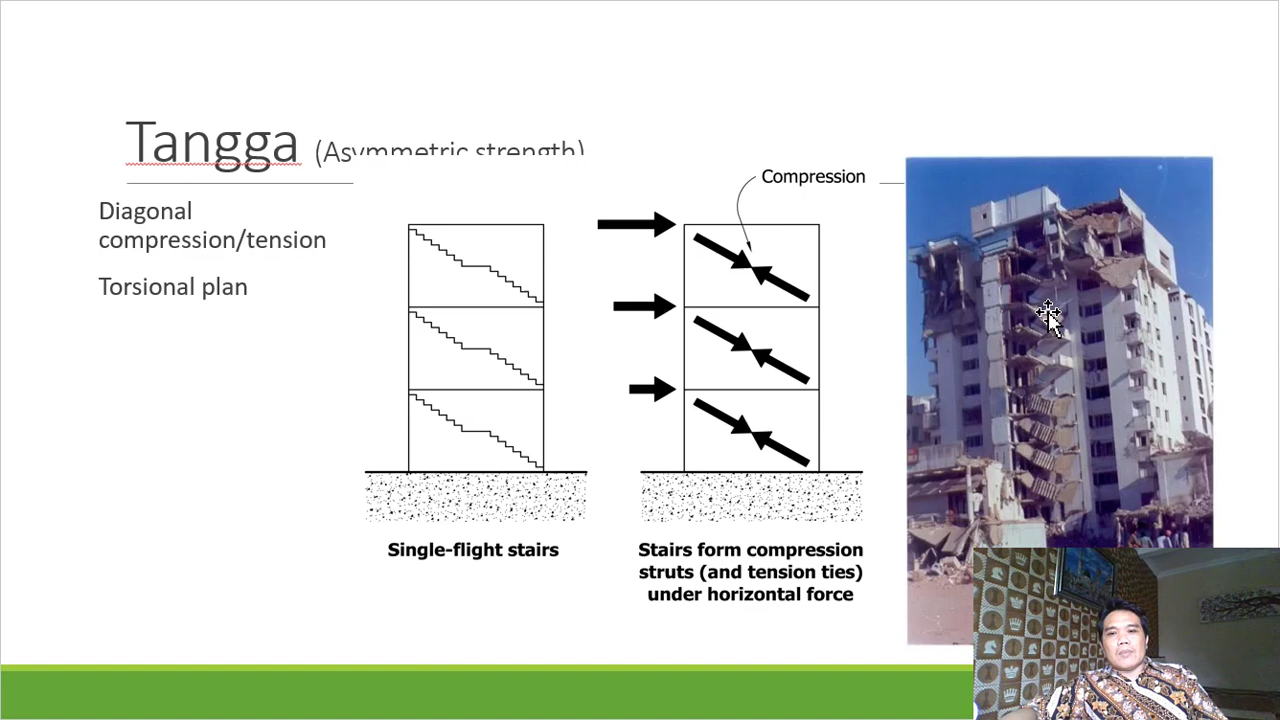 Tangga (Asymmetric strength)
Diagonal
compression/tension
Torsional plan
Compression
Single-flight stairs
Stairs form compression
struts (and tension ties)
under horizontal force